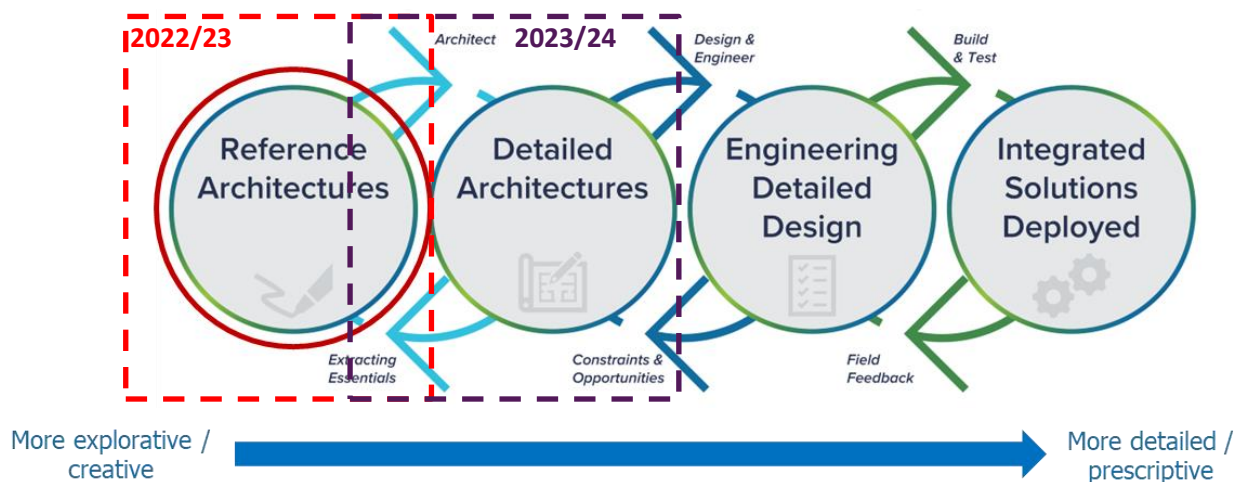 2022/23
2023/24
Architect
Design &
Engineer
Build
& Test
Reference
Architectures
Detailed
Architectures
Engineering
Detailed
Design
Integrated
Solutions
Deployed
Extracting
Essentials
Constraints &
Opportunities
Field
Feedback
More explorative /
creative
More detailed /
prescriptive